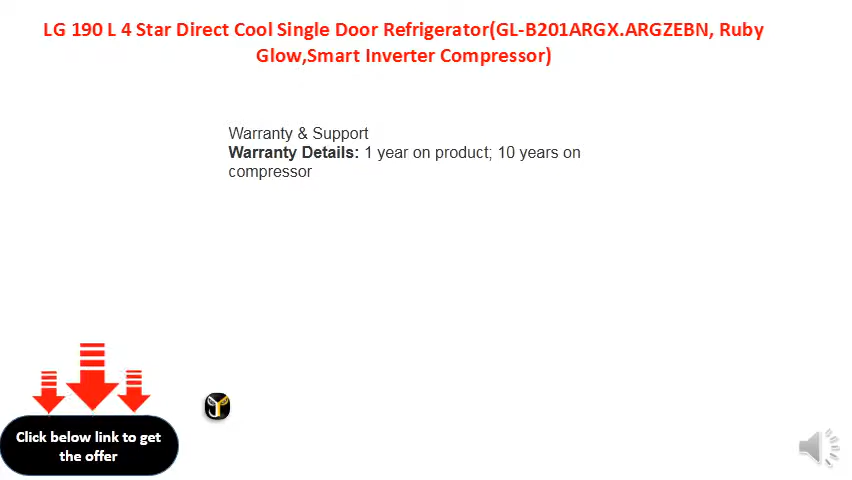 LG 190 L 4 Star Direct Cool Single Door Refrigerator(GL-B201ARGX.ARGZEBN, Ruby
Glow,Smart Inverter Compressor)
Warranty & Support
Warranty Details: 1 year on product; 10 years on
compressor
Click below link to get
the offer